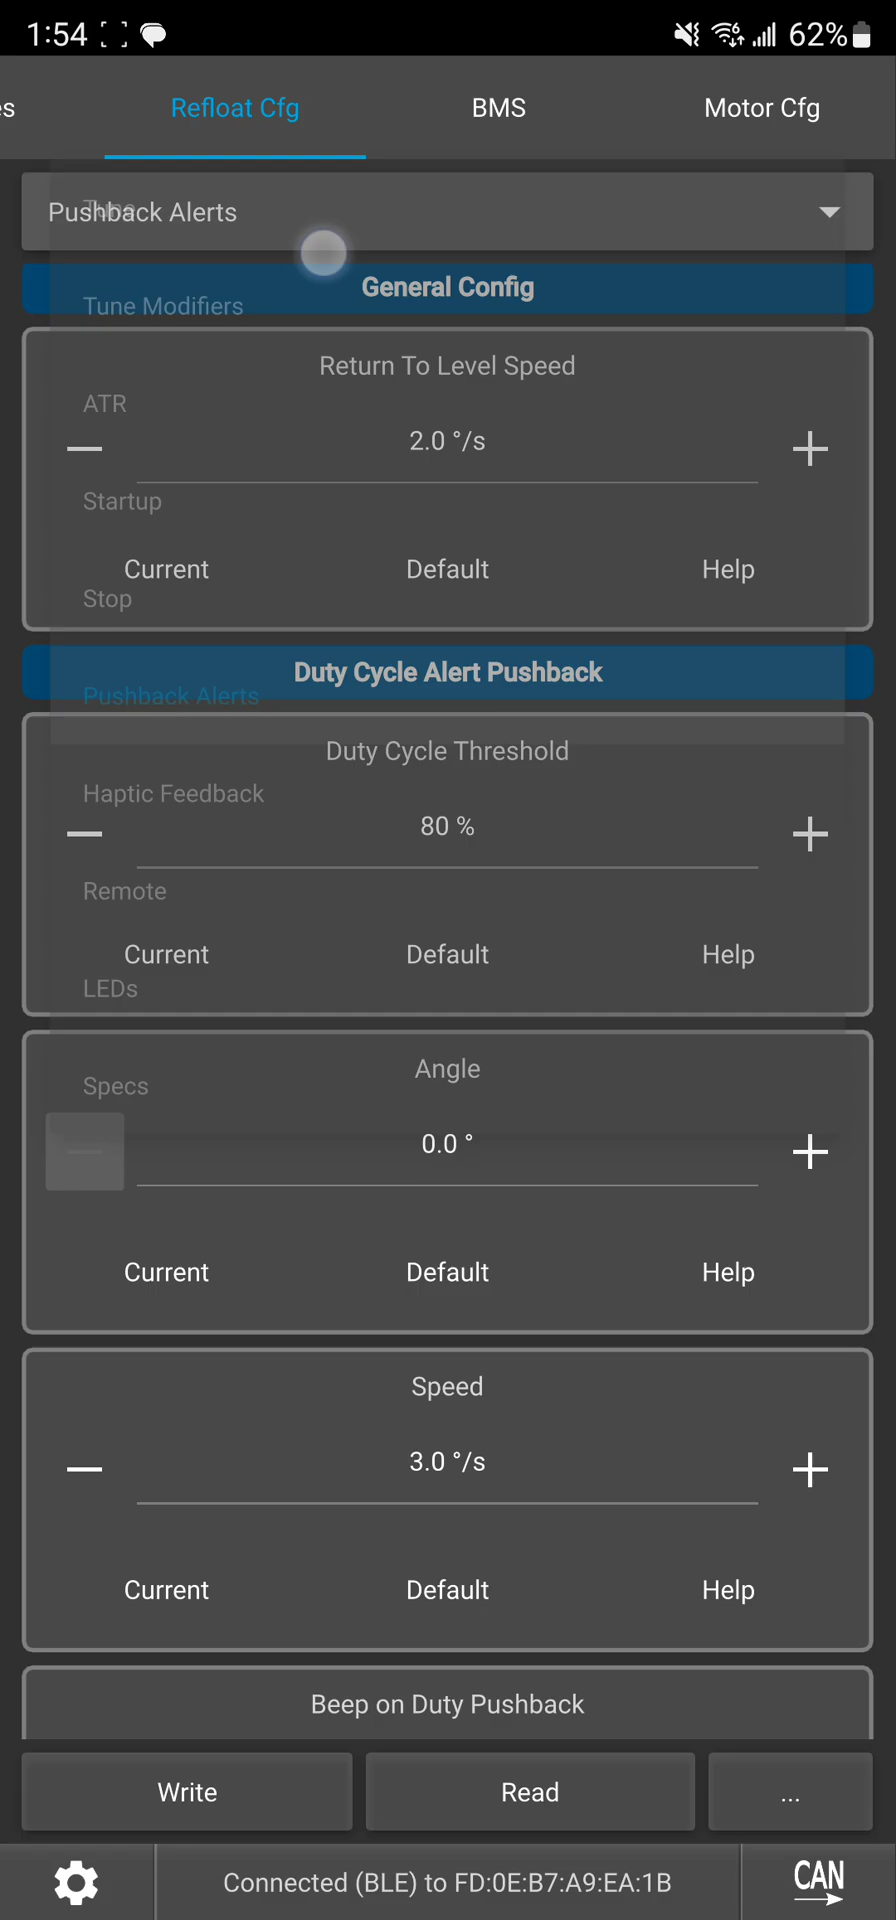 1:54
62%
es
Refloat Cfg
BMS
Motor Cfg
Tune
Pushback Alerts
General Config
Tune Modifiers
Return To Level Speed
ATR
2.0 °/s
Startup
Current
Default
Help
Stop
Duty Cycle Alert Pushback
Pushback Alerts
Duty Cycle Threshold
Haptic Feedback
80 %
Remote
Current
Default
Help
LEDs
Angle
Specs
0.0 °
Current
Default
Help
Speed
3.0 °/s
Current
Default
Help
Beep on Duty Pushback
Write
Read
...
Connected (BLE) to FD:0E:B7:A9:EA:1B
CAN